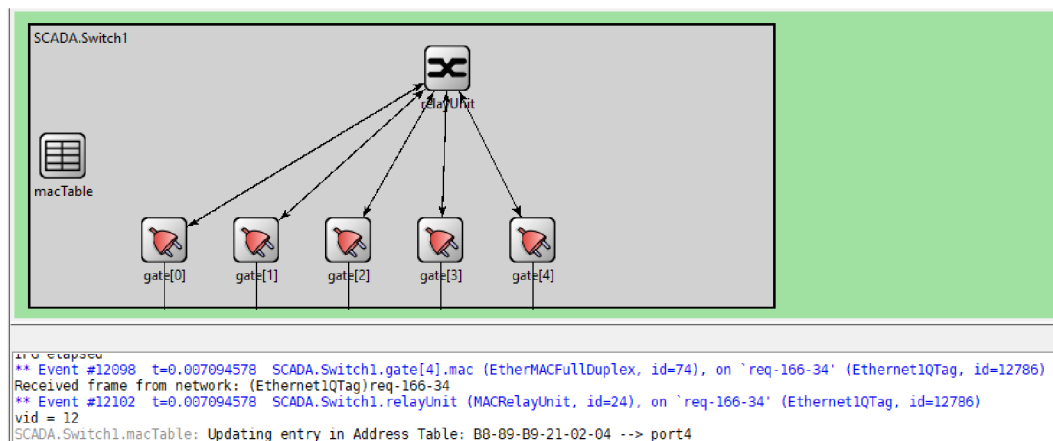 SCADA.Switch1
relayUnit
macTable
gate[0] gate[1] gate[2] gate[3] gate[4]
IFG elapsed
** Event #12098 t=0.007094578 SCADA.Switch1.gate[4].mac (EtherMACFullDuplex, id=74), on `req-166-34' (Ethernet1QTag, id=12786)
Received frame from network: (Ethernet1QTag)req-166-34
** Event #12102 t=0.007094578 SCADA.Switch1.relayUnit (MACRelayUnit, id=24), on `req-166-34' (Ethernet1QTag, id=12786)
vid = 12
SCADA.Switch1.macTable: Updating entry in Address Table: B8-89-B9-21-02-04 --> port4